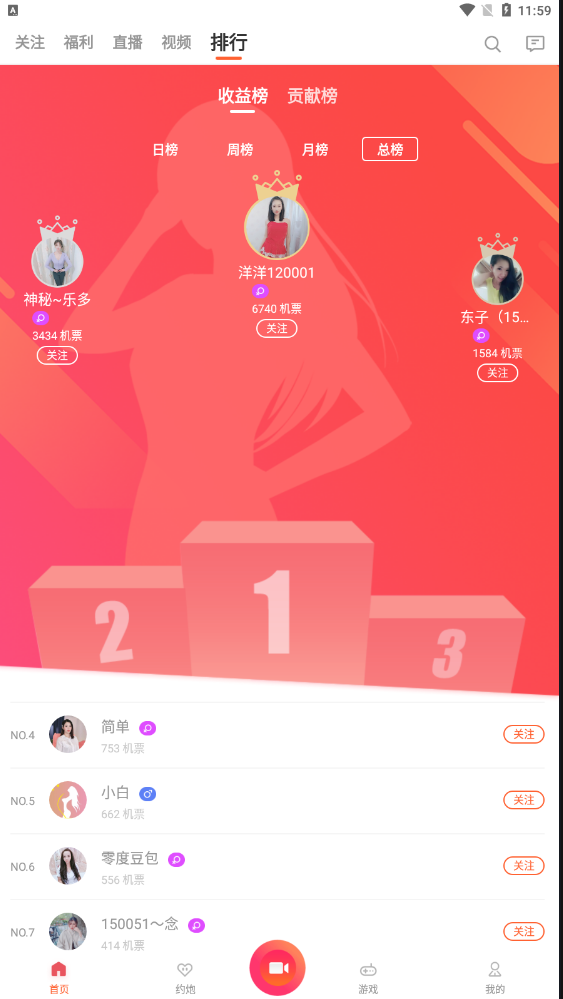 11:59
关注 福利 直播 视频 排行
收益榜 贡献榜
日榜 周榜 月榜 总榜
洋洋120001
6740 机票
关注
神秘~乐多
3434 机票
关注
东子（15...
1584 机票
关注
1
2
3
NO.4 简单 关注
753 机票
NO.5 小白 关注
662 机票
NO.6 零度豆包 关注
556 机票
NO.7 150051～念 关注
414 机票
首页 约炮 游戏 我的